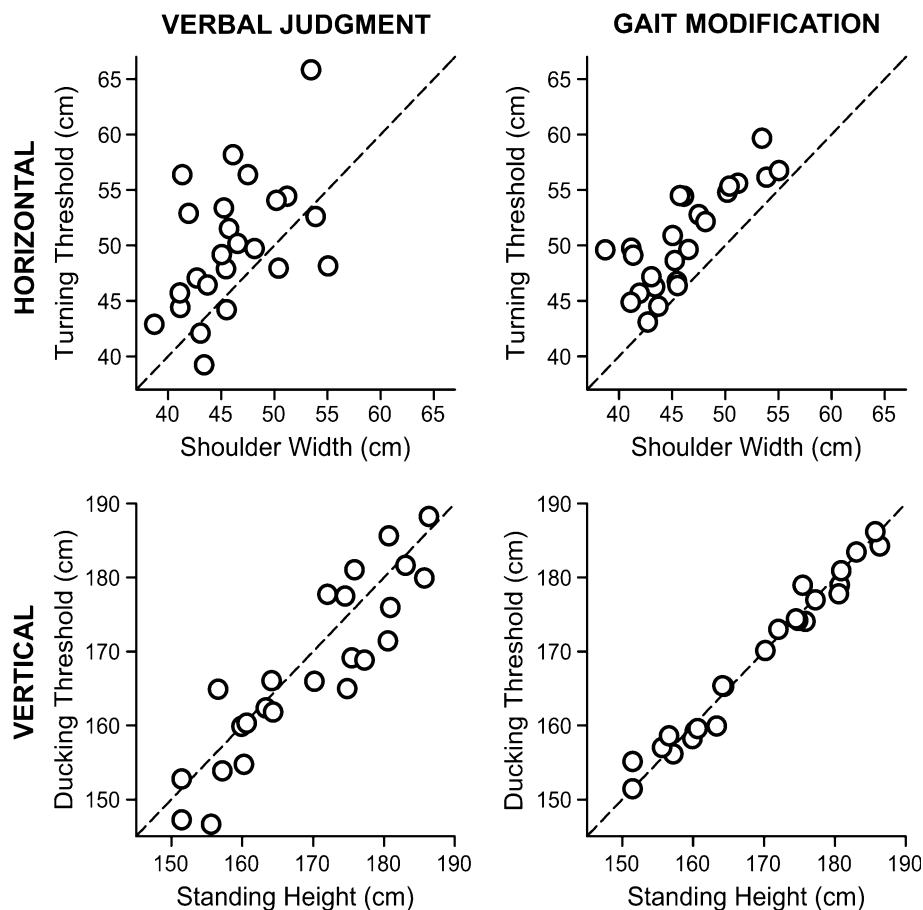 VERBAL JUDGMENT
GAIT MODIFICATION
HORIZONTAL
Turning Threshold (cm)
65
60
55
50
45
40
40 45 50 55 60 65
Shoulder Width (cm)
Turning Threshold (cm)
65
60
55
50
45
40
40 45 50 55 60 65
Shoulder Width (cm)
VERTICAL
Ducking Threshold (cm)
190
180
170
160
150
150 160 170 180 190
Standing Height (cm)
Ducking Threshold (cm)
190
180
170
160
150
150 160 170 180 190
Standing Height (cm)